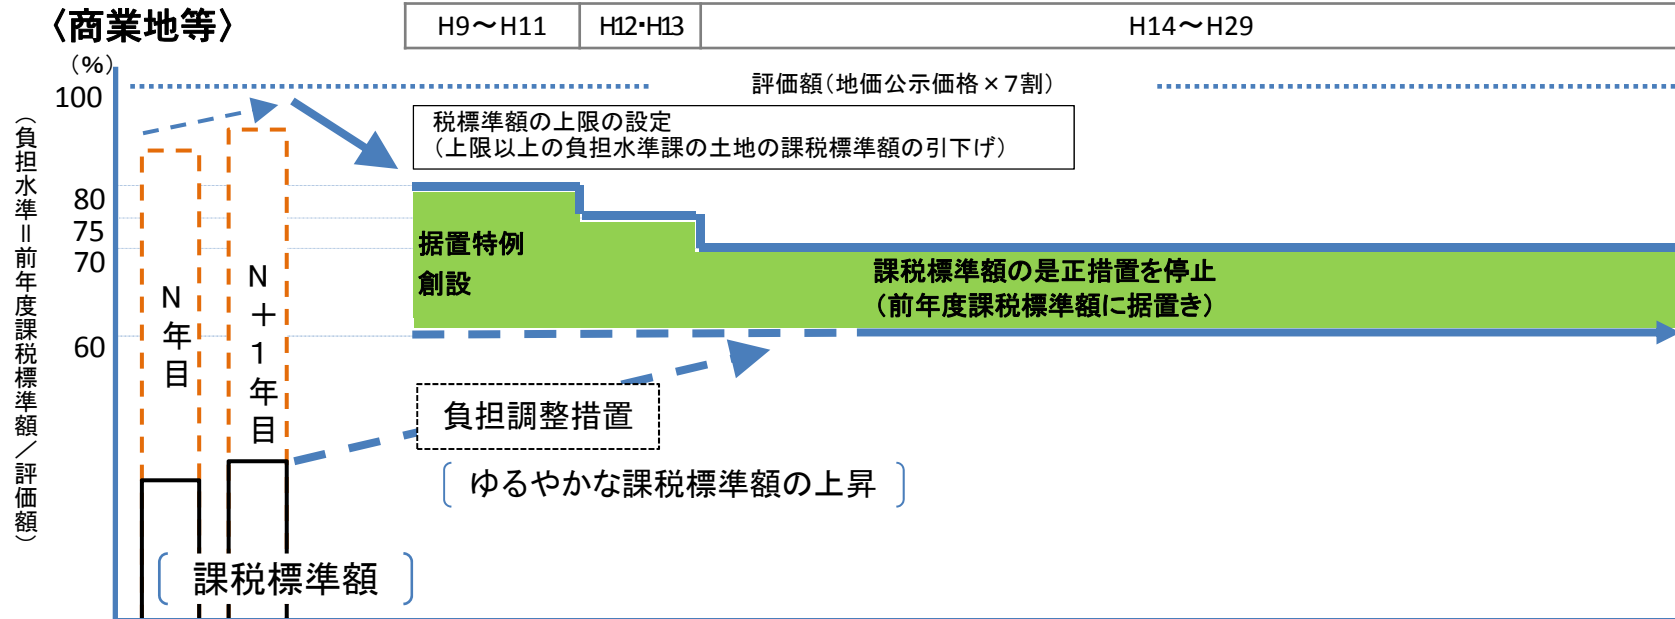 〈商業地等〉
H9～H11
H12・H13
H14～H29
（%）
100
80
75
70
60
（負担水準＝前年度課税標準額／評価額）
評価額（地価公示価格×７割）
税標準額の上限の設定
（上限以上の負担水準課の土地の課税標準額の引下げ）
据置特例
創設
課税標準額の是正措置を停止
（前年度課税標準額に据置き）
N年目
N＋1年目
負担調整措置
ゆるやかな課税標準額の上昇
課税標準額